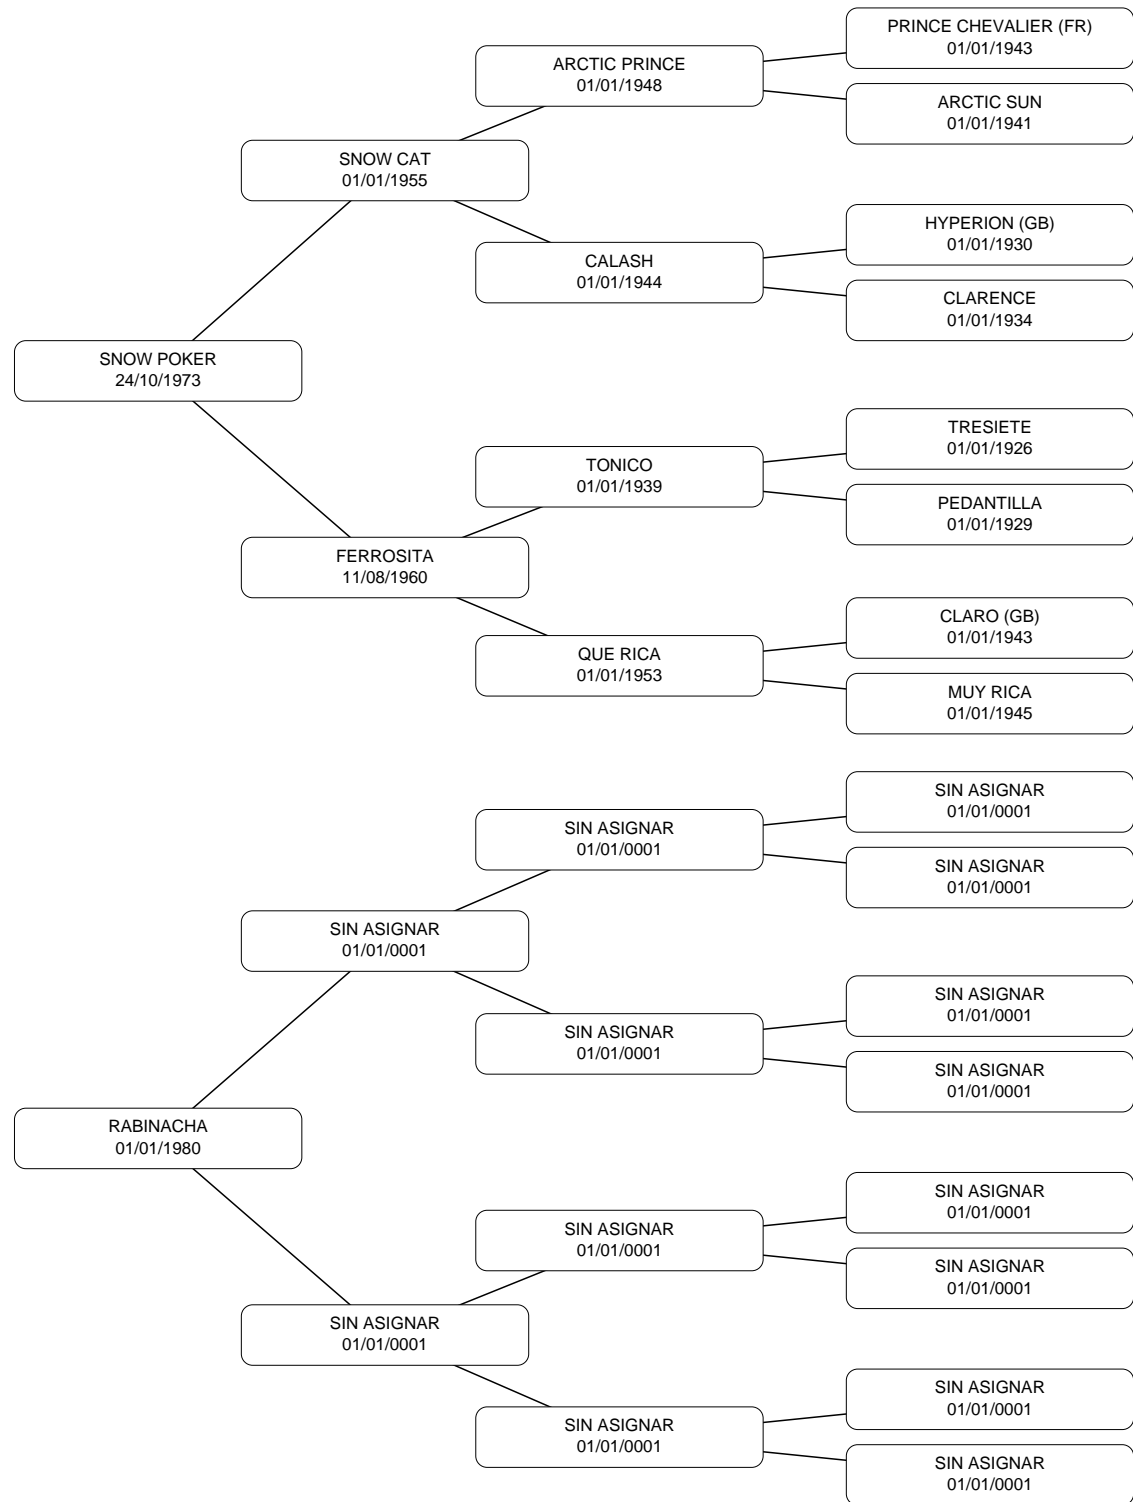 PRINCE CHEVALIER (FR)
01/01/1943
ARCTIC PRINCE
01/01/1948
ARCTIC SUN
01/01/1941
SNOW CAT
01/01/1955
HYPERION (GB)
01/01/1930
CALASH
01/01/1944
CLARENCE
01/01/1934
SNOW POKER
24/10/1973
TRESIETE
01/01/1926
TONICO
01/01/1939
PEDANTILLA
01/01/1929
FERROSITA
11/08/1960
CLARO (GB)
01/01/1943
QUE RICA
01/01/1953
MUY RICA
01/01/1945
SIN ASIGNAR
01/01/0001
SIN ASIGNAR
01/01/0001
SIN ASIGNAR
01/01/0001
SIN ASIGNAR
01/01/0001
SIN ASIGNAR
01/01/0001
SIN ASIGNAR
01/01/0001
SIN ASIGNAR
01/01/0001
RABINACHA
01/01/1980
SIN ASIGNAR
01/01/0001
SIN ASIGNAR
01/01/0001
SIN ASIGNAR
01/01/0001
SIN ASIGNAR
01/01/0001
SIN ASIGNAR
01/01/0001
SIN ASIGNAR
01/01/0001
SIN ASIGNAR
01/01/0001